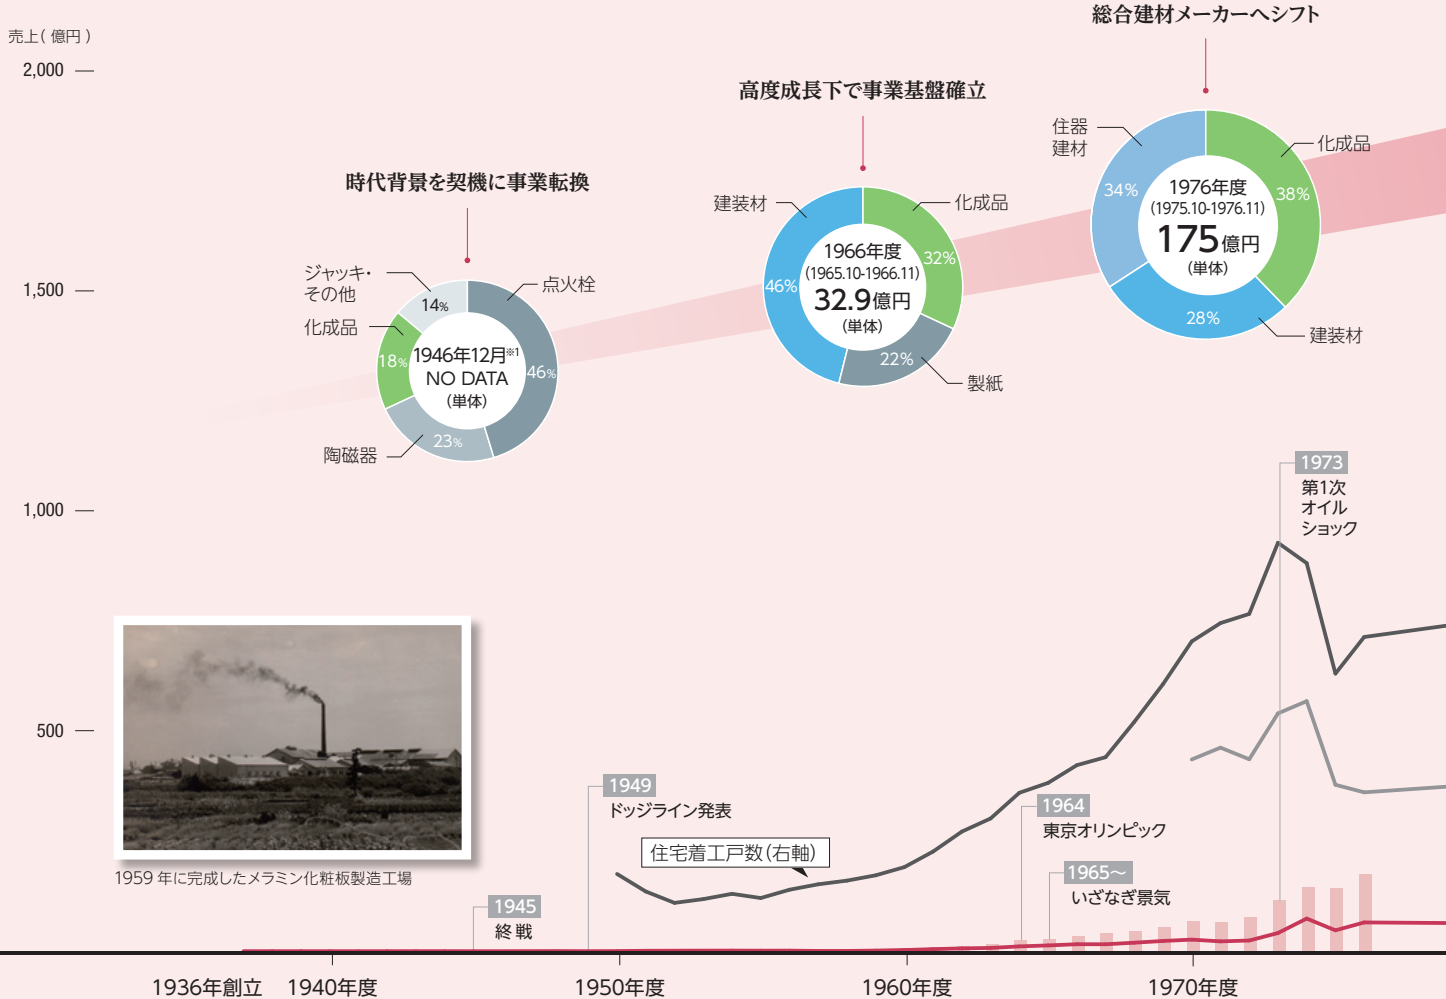 総合建材メーカーへシフト
売上(億円)
2,000
1,500
1,000
500
高度成長下で事業基盤確立
時代背景を契機に事業転換
ジャッキ・
その他
14%
点火栓
46%
化成品
18%
陶磁器
23%
1946年12月※1
NO DATA
(単体)
建装材
46%
化成品
32%
製紙
22%
1966年度
(1965.10-1966.11)
32.9億円
(単体)
住器
建材
34%
化成品
38%
建装材
28%
1976年度
(1975.10-1976.11)
175億円
(単体)
1973
第1次
オイル
ショック
1949
ドッジライン発表
住宅着工戸数(右軸)
1964
東京オリンピック
1965〜
いざなぎ景気
1945
終戦
1959年に完成したメラミン化粧板製造工場
1936年創立
1940年度
1950年度
1960年度
1970年度